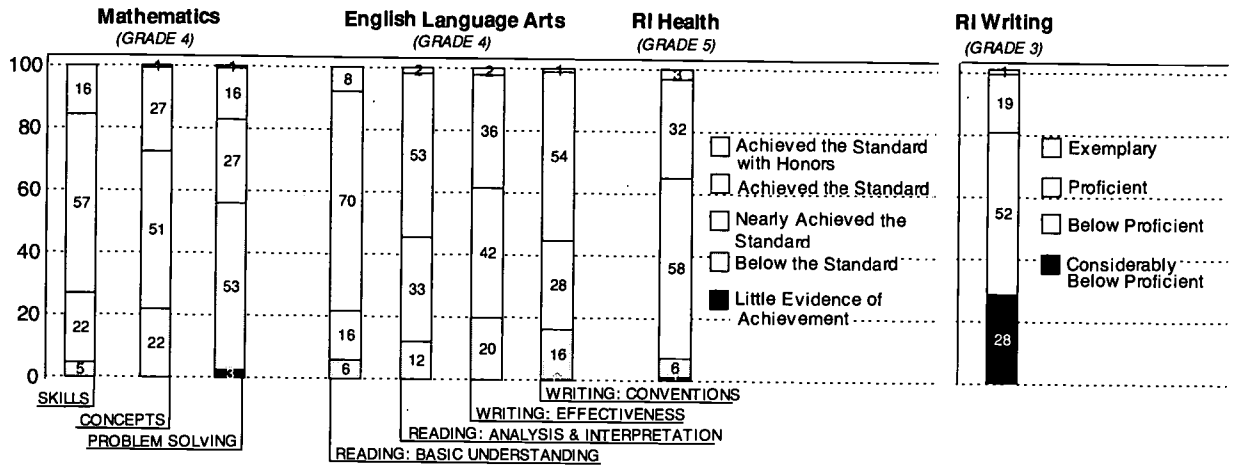 Mathematics
(GRADE 4)
English Language Arts
(GRADE 4)
RI Health
(GRADE 5)
RI Writing
(GRADE 3)
100
80
60
40
20
0
16
57
22
5
1
27
51
22
1
16
27
53
3
8
70
16
6
2
53
33
12
2
36
42
20
1
54
28
16
3
32
58
6
1
19
52
28
Achieved the Standard
with Honors
Achieved the Standard
Nearly Achieved the
Standard
Below the Standard
Little Evidence of
Achievement
Exemplary
Proficient
Below Proficient
Considerably
Below Proficient
SKILLS
CONCEPTS
PROBLEM SOLVING
WRITING: CONVENTIONS
WRITING: EFFECTIVENESS
READING: ANALYSIS & INTERPRETATION
READING: BASIC UNDERSTANDING